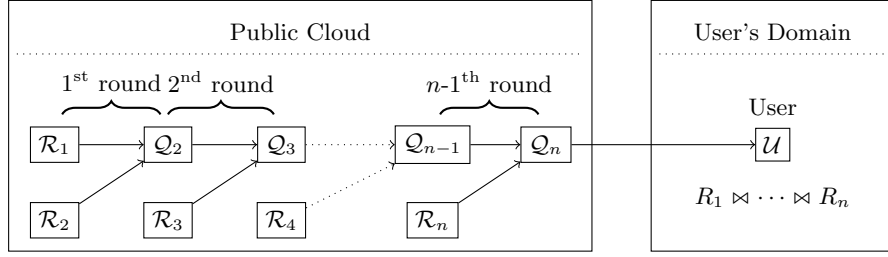 Public Cloud
User's Domain
1st round 2nd round n-1th round
User
R1 Q2 Q3 Qn−1 Qn U
R2 R3 R4 Rn
R1 ⋈ ⋯ ⋈ Rn